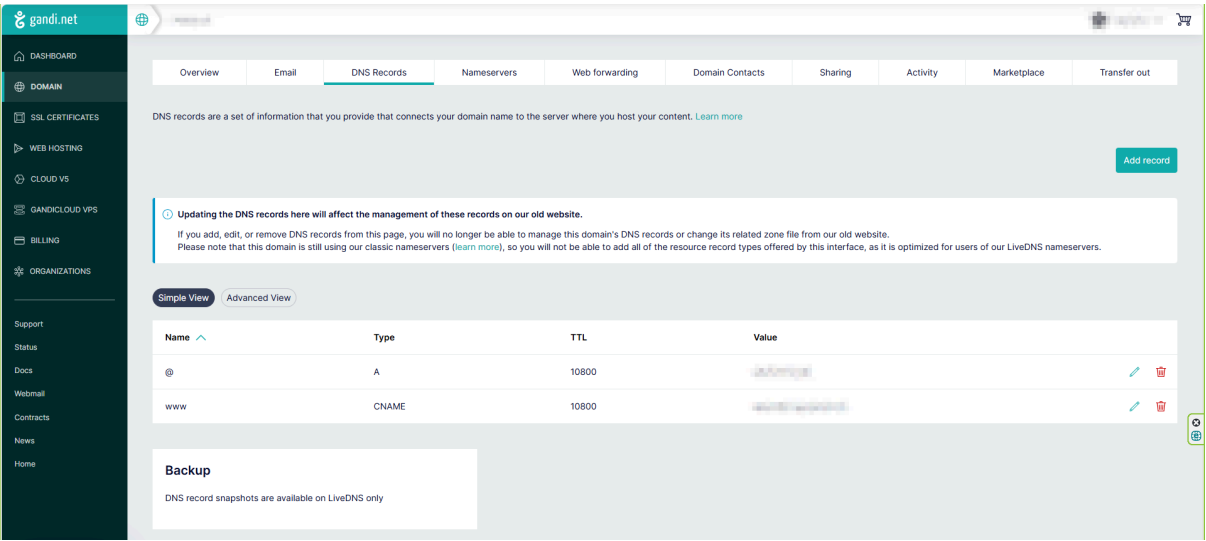 gandi.net
DASHBOARD
DOMAIN
SSL CERTIFICATES
WEB HOSTING
CLOUD V5
GANDICLOUD VPS
BILLING
ORGANIZATIONS
Support
Status
Docs
Webmail
Contracts
News
Home
Overview Email DNS Records Nameservers Web forwarding Domain Contacts Sharing Activity Marketplace Transfer out
DNS records are a set of information that you provide that connects your domain name to the server where you host your content. Learn more
Add record
Updating the DNS records here will affect the management of these records on our old website.
If you add, edit, or remove DNS records from this page, you will no longer be able to manage this domain's DNS records or change its related zone file from our old website.
Please note that this domain is still using our classic nameservers (learn more), so you will not be able to add all of the resource record types offered by this interface, as it is optimized for users of our LiveDNS nameservers.
Simple View Advanced View
Name Type TTL Value
@ A 10800
www CNAME 10800
Backup
DNS record snapshots are available on LiveDNS only